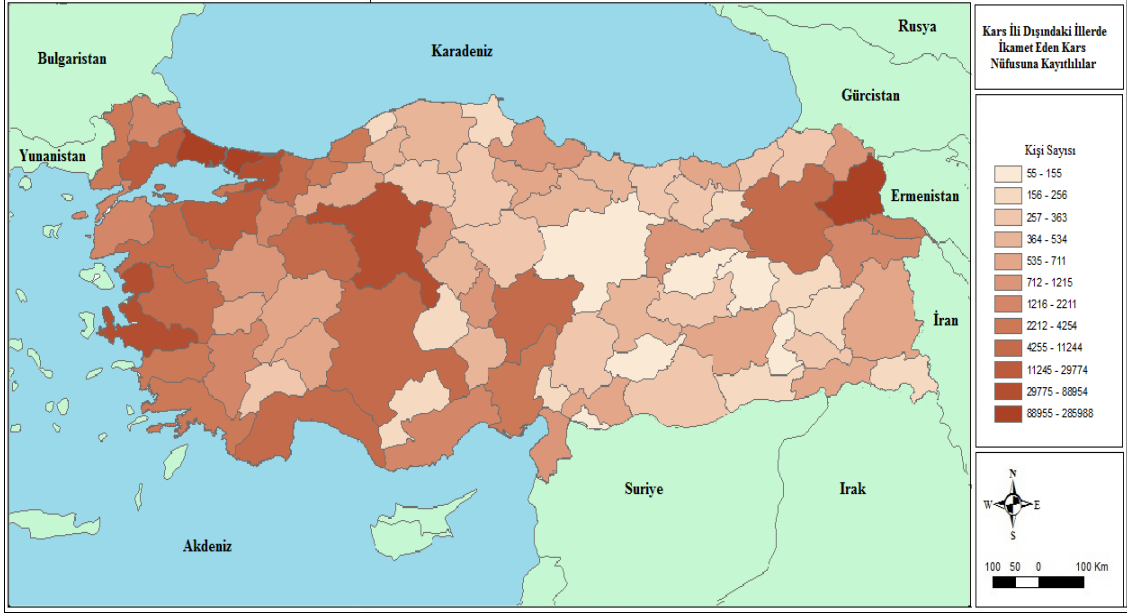 Bulgaristan
Karadeniz
Rusya
Gürcistan
Yunanistan
Ermenistan
İran
Suriye
Irak
Akdeniz
Kars İli Dışındaki İllerde
İkamet Eden Kars
Nüfusuna Kayıtlılılar
Kişi Sayısı
55 - 155
156 - 256
257 - 363
364 - 534
535 - 711
712 - 1215
1216 - 2211
2212 - 4254
4255 - 11244
11245 - 29774
29775 - 88954
88955 - 285988
N
W E
S
100 50 0 100 Km